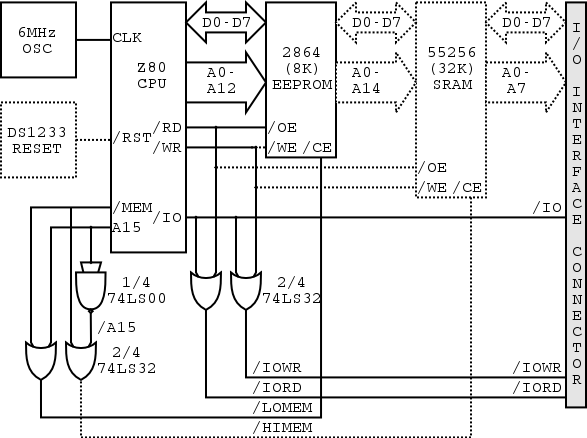 6MHz
OSC
CLK
Z80
CPU
D0-D7
2864
(8K)
EEPROM
D0-D7
55256
(32K)
SRAM
D0-D7
A0-
A12
A0-
A14
A0-
A7
DS1233
RESET
/RST
/RD
/WR
/OE
/WE /CE
/OE
/WE /CE
/MEM
A15
/IO
/IO
1/4
74LS00
/A15
2/4
74LS32
2/4
74LS32
/IOWR
/IORD
/LOMEM
/HIMEM
/IOWR
/IORD
I/O INTERFACE CONNECTOR